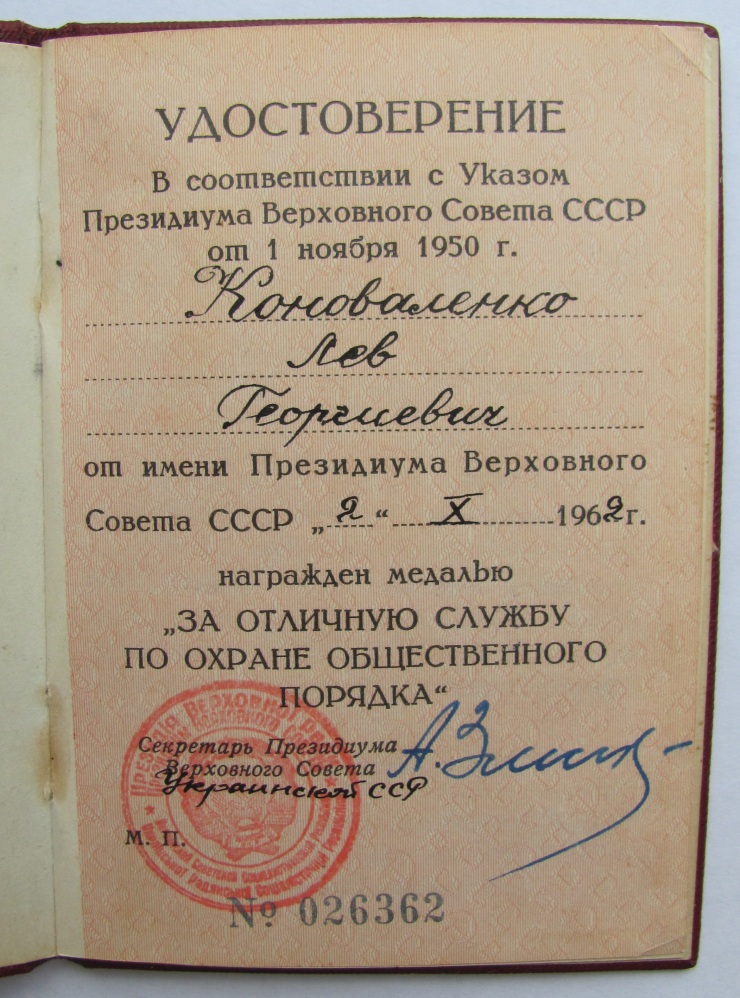 УДОСТОВЕРЕНИЕ
В соответствии с Указом
Президиума Верховного Совета СССР
от 1 ноября 1950 г.
Коноваленко
Лев
Георгиевич
от имени Президиума Верховного
Совета СССР „2“ X 1962 г.
награжден медалью
„ЗА ОТЛИЧНУЮ СЛУЖБУ
ПО ОХРАНЕ ОБЩЕСТВЕННОГО
ПОРЯДКА“
Секретарь Президиума
Верховного Совета
Украинской ССР
М. П.
№ 026362